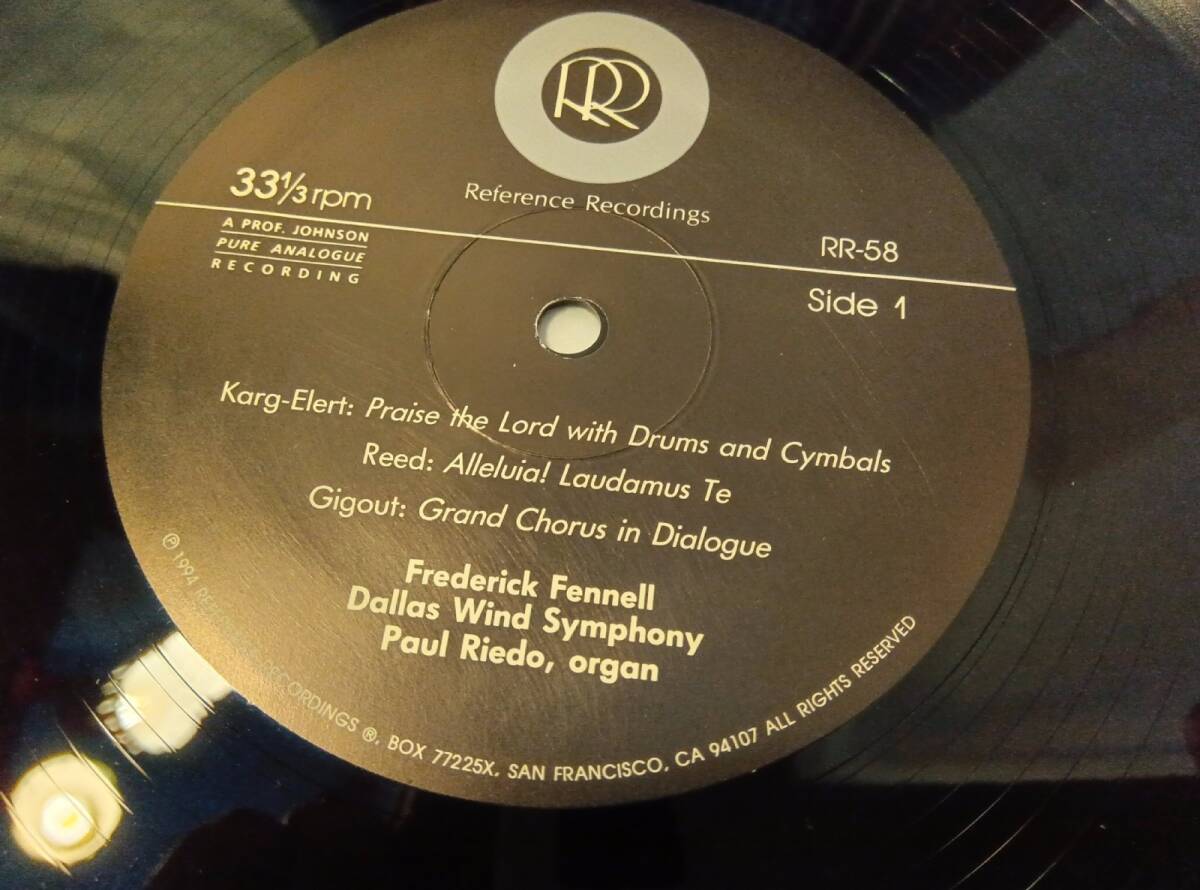 RR
Reference Recordings
33⅓ rpm
A PROF. JOHNSON
PURE ANALOGUE
RECORDING
RR-58
Side 1
Karg-Elert: Praise the Lord with Drums and Cymbals
Reed: Alleluia! Laudamus Te
Gigout: Grand Chorus in Dialogue
Frederick Fennell
Dallas Wind Symphony
Paul Riedo, organ
℗ 1994 RECORDINGS ®, BOX 77225X, SAN FRANCISCO, CA 94107 ALL RIGHTS RESERVED